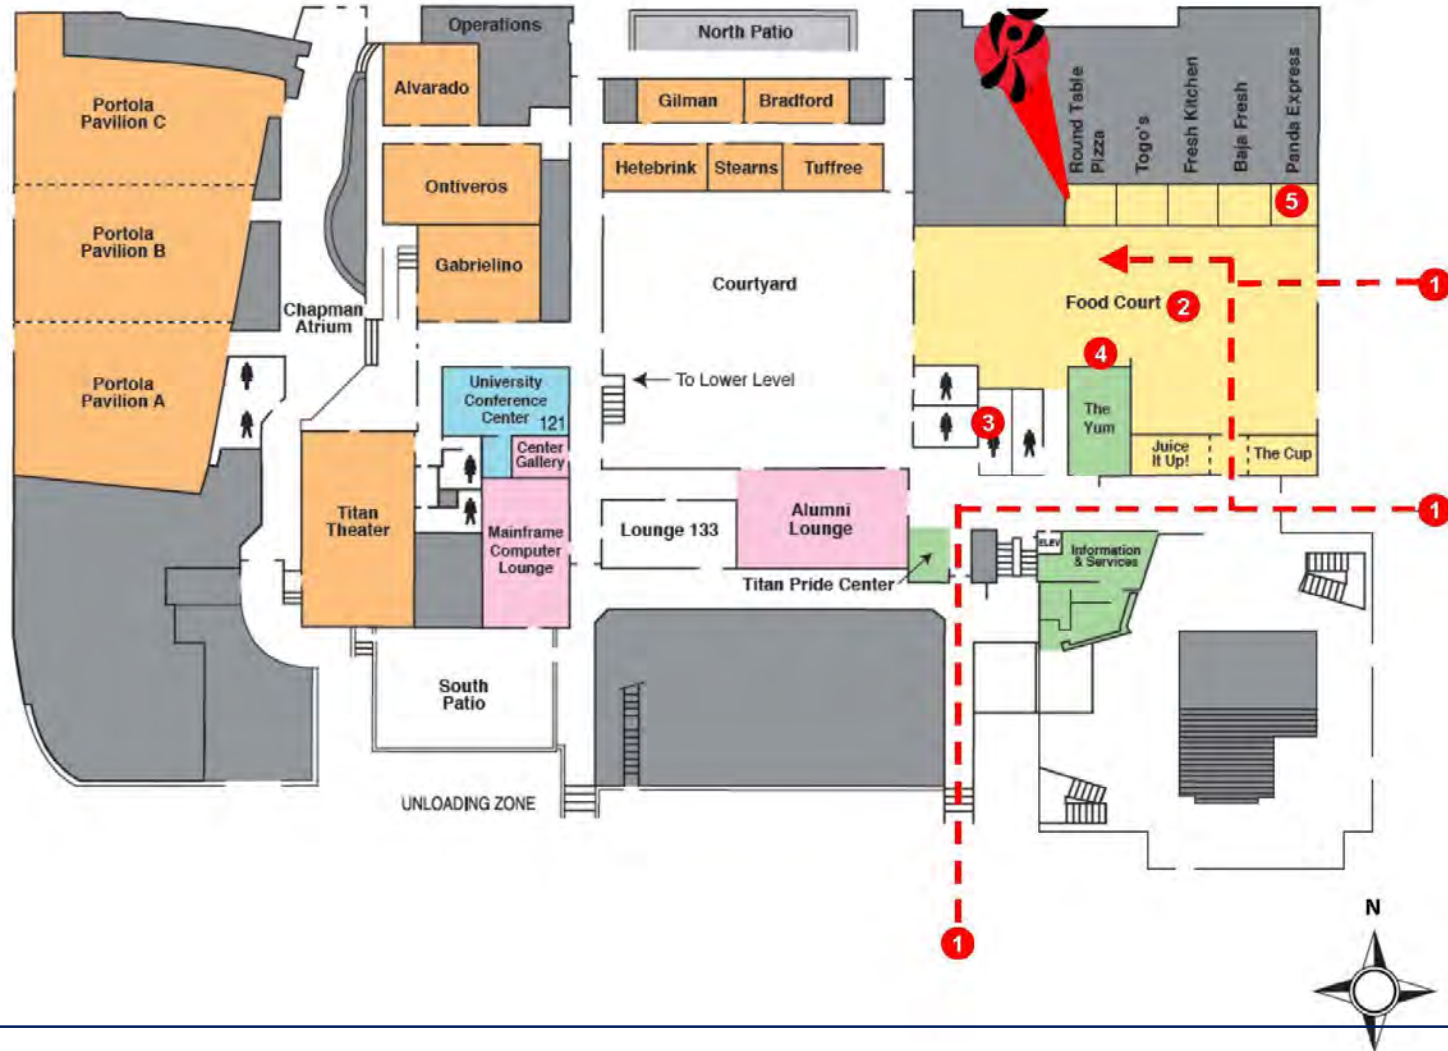 Operations
North Patio
Portola
Pavilion C
Alvarado
Gilman
Bradford
Round Table
Pizza
Togo's
Fresh Kitchen
Baja Fresh
Panda Express
Hetebrink
Stearns
Tuffree
Ontiveros
5
Portola
Pavilion B
Gabrielino
Courtyard
1
Food Court 2
Chapman
Atrium
4
Portola
Pavilion A
University
Conference
Center 121
To Lower Level
The
Yum
3
Center
Gallery
Juice
It Up!
The Cup
Titan
Theater
Mainframe
Computer
Lounge
Lounge 133
Alumni
Lounge
1
ELEV
Information
& Services
Titan Pride Center
South
Patio
UNLOADING ZONE
1
N